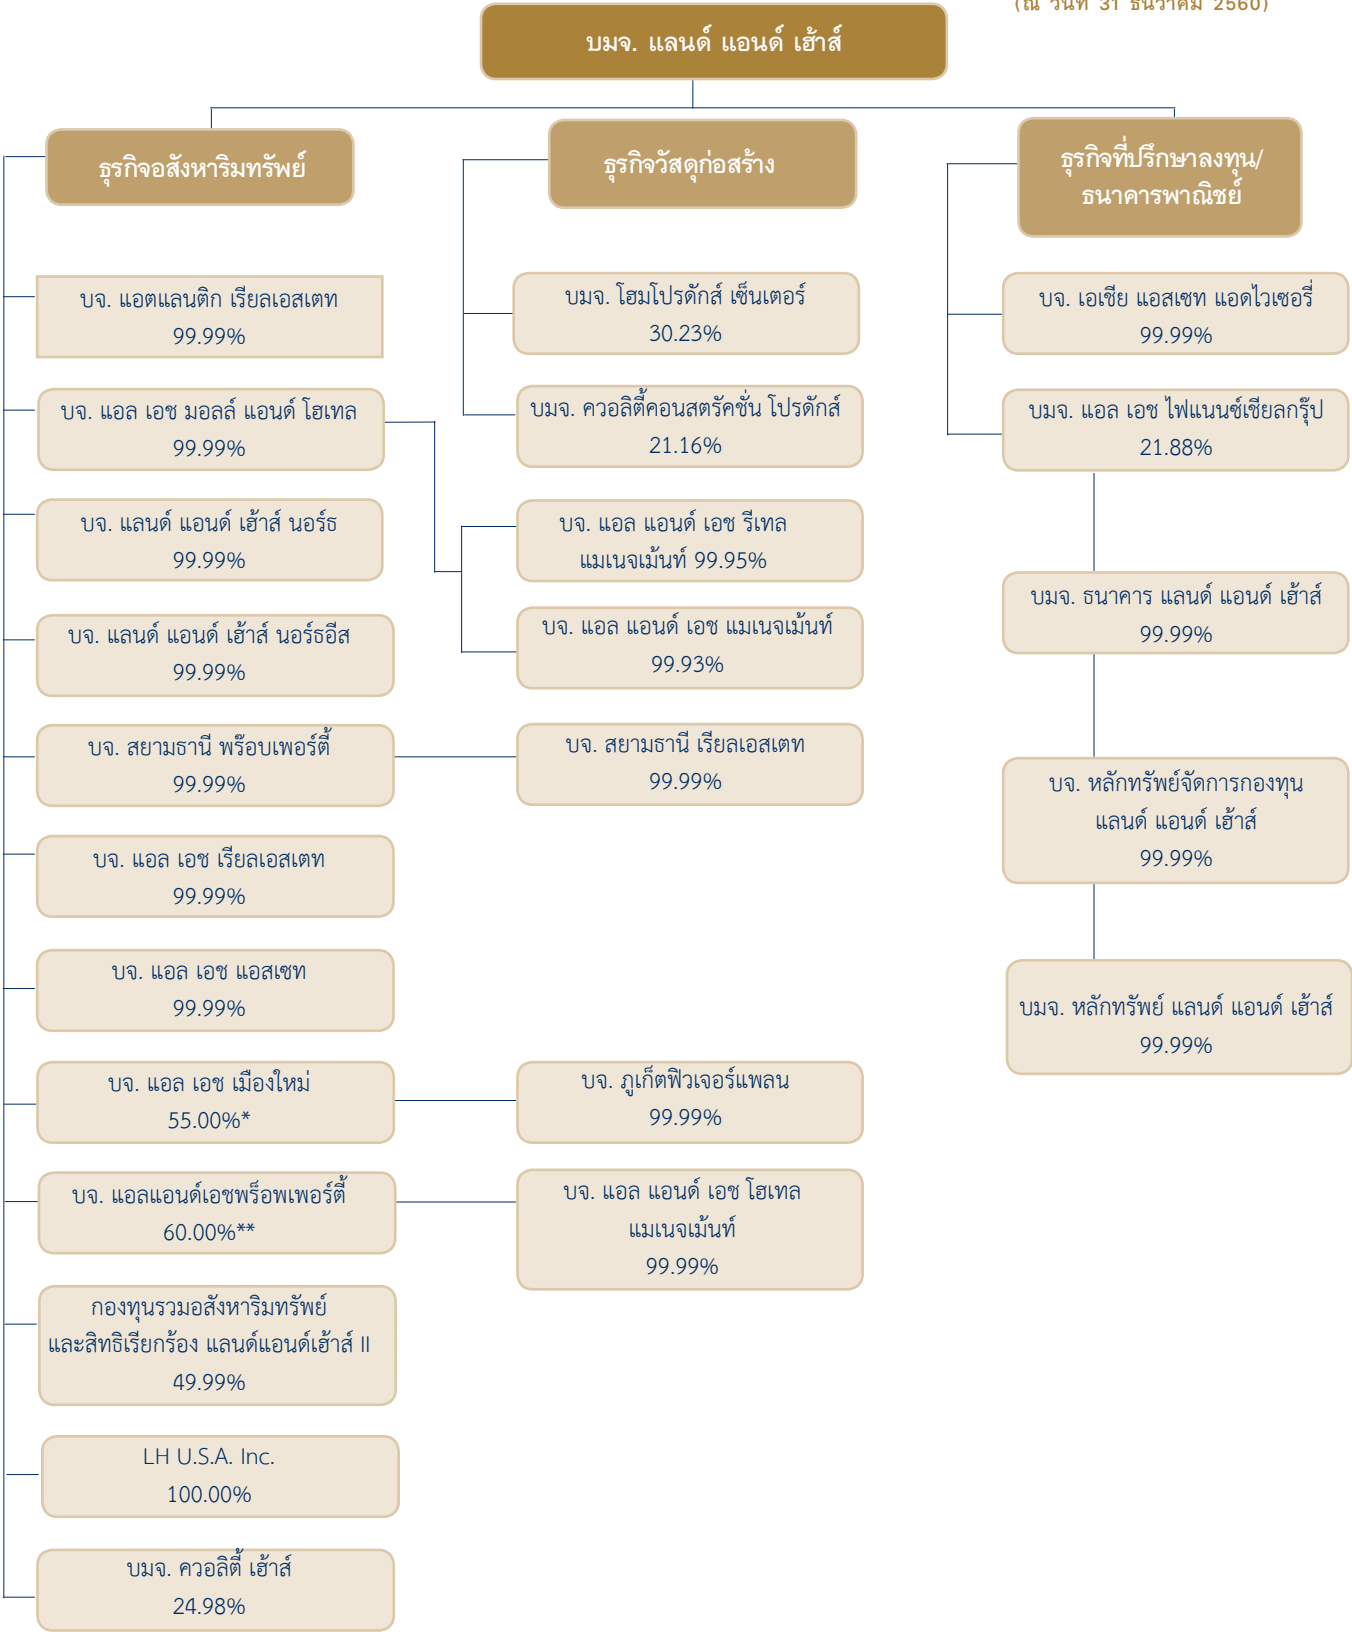 (ณ วันที่ 31 ธันวาคม 2560)
บมจ. แลนด์ แอนด์ เฮ้าส์
ธุรกิจอสังหาริมทรัพย์
บจ. แอตแลนติก เรียลเอสเตท
99.99%
บจ. แอล เอช มอลล์ แอนด์ โฮเทล
99.99%
บจ. แลนด์ แอนด์ เฮ้าส์ นอร์ธ
99.99%
บจ. แลนด์ แอนด์ เฮ้าส์ นอร์ธอีส
99.99%
บจ. สยามธานี พร๊อบเพอร์ตี้
99.99%
บจ. แอล เอช เรียลเอสเตท
99.99%
บจ. แอล เอช แอสเซท
99.99%
บจ. แอล เอช เมืองใหม่
55.00%*
บจ. แอลแอนด์เอชพร็อพเพอร์ตี้
60.00%**
กองทุนรวมอสังหาริมทรัพย์
และสิทธิเรียกร้อง แลนด์แอนด์เฮ้าส์ II
49.99%
LH U.S.A. Inc.
100.00%
บมจ. ควอลิตี้ เฮ้าส์
24.98%
ธุรกิจวัสดุก่อสร้าง
บมจ. โฮมโปรดักส์ เซ็นเตอร์
30.23%
บมจ. ควอลิตี้คอนสตรัคชั่น โปรดักส์
21.16%
บจ. แอล แอนด์ เอช รีเทล
แมเนจเม้นท์ 99.95%
บจ. แอล แอนด์ เอช แมเนจเม้นท์
99.93%
บจ. สยามธานี เรียลเอสเตท
99.99%
บจ. ภูเก็ตฟิวเจอร์แพลน
99.99%
บจ. แอล แอนด์ เอช โฮเทล
แมเนจเม้นท์
99.99%
ธุรกิจที่ปรึกษาลงทุน/
ธนาคารพาณิชย์
บจ. เอเชีย แอสเซท แอดไวเซอรี่
99.99%
บมจ. แอล เอช ไฟแนนซ์เชียลกรุ๊ป
21.88%
บมจ. ธนาคาร แลนด์ แอนด์ เฮ้าส์
99.99%
บจ. หลักทรัพย์จัดการกองทุน
แลนด์ แอนด์ เฮ้าส์
99.99%
บมจ. หลักทรัพย์ แลนด์ แอนด์ เฮ้าส์
99.99%